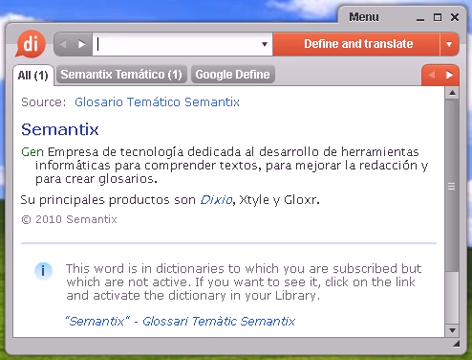 Menu
di
Define and translate
All (1) Semantix Temático (1) Google Define
Source: Glosario Temático Semantix
Semantix
Gen Empresa de tecnología dedicada al desarrollo de herramientas
informáticas para comprender textos, para mejorar la redacción y
para crear glosarios.
Su principales productos son Dixio, Xtyle y Gloxr.
© 2010 Semantix
i
This word is in dictionaries to which you are subscribed but
which are not active. If you want to see it, click on the link
and activate the dictionary in your Library.
"Semantix" - Glossari Temàtic Semantix